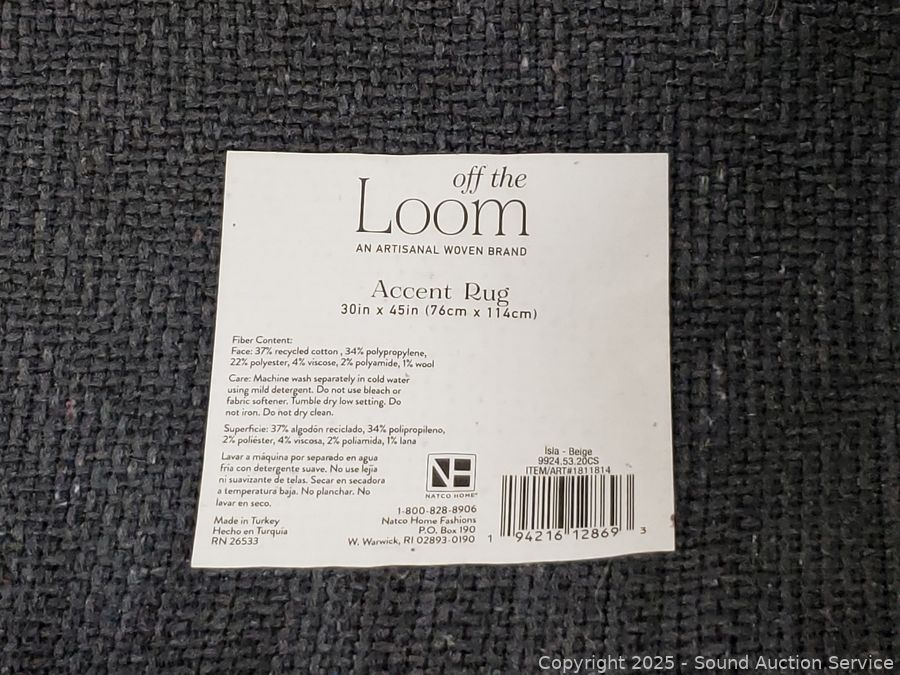 off the
Loom
AN ARTISANAL WOVEN BRAND
Accent Rug
30in x 45in (76cm x 114cm)
Fiber Content:
Face: 37% recycled cotton , 34% polypropylene,
22% polyester, 4% viscose, 2% polyamide, 1% wool
Care: Machine wash separately in cold water
using mild detergent. Do not use bleach or
fabric softener. Tumble dry low setting. Do
not iron. Do not dry clean.
Superficie: 37% algodón reciclado, 34% polipropileno,
2% poliéster, 4% viscosa, 2% poliamida, 1% lana
Lavar a máquina por separado en agua
fria con detergente suave. No use lejia
ni suavizante de telas. Secar en secadora
a temperatura baja. No planchar. No
lavar en seco.
Made in Turkey
Hecho en Turquia
RN 26533
NATCO HOME
1-800-828-8906
Natco Home Fashions
P.O. Box 190
W. Warwick, RI 02893-0190
Isla - Beige
9924.53.20CS
ITEM/ART#1811814
1 94216 12869 3
Copyright 2025 - Sound Auction Service